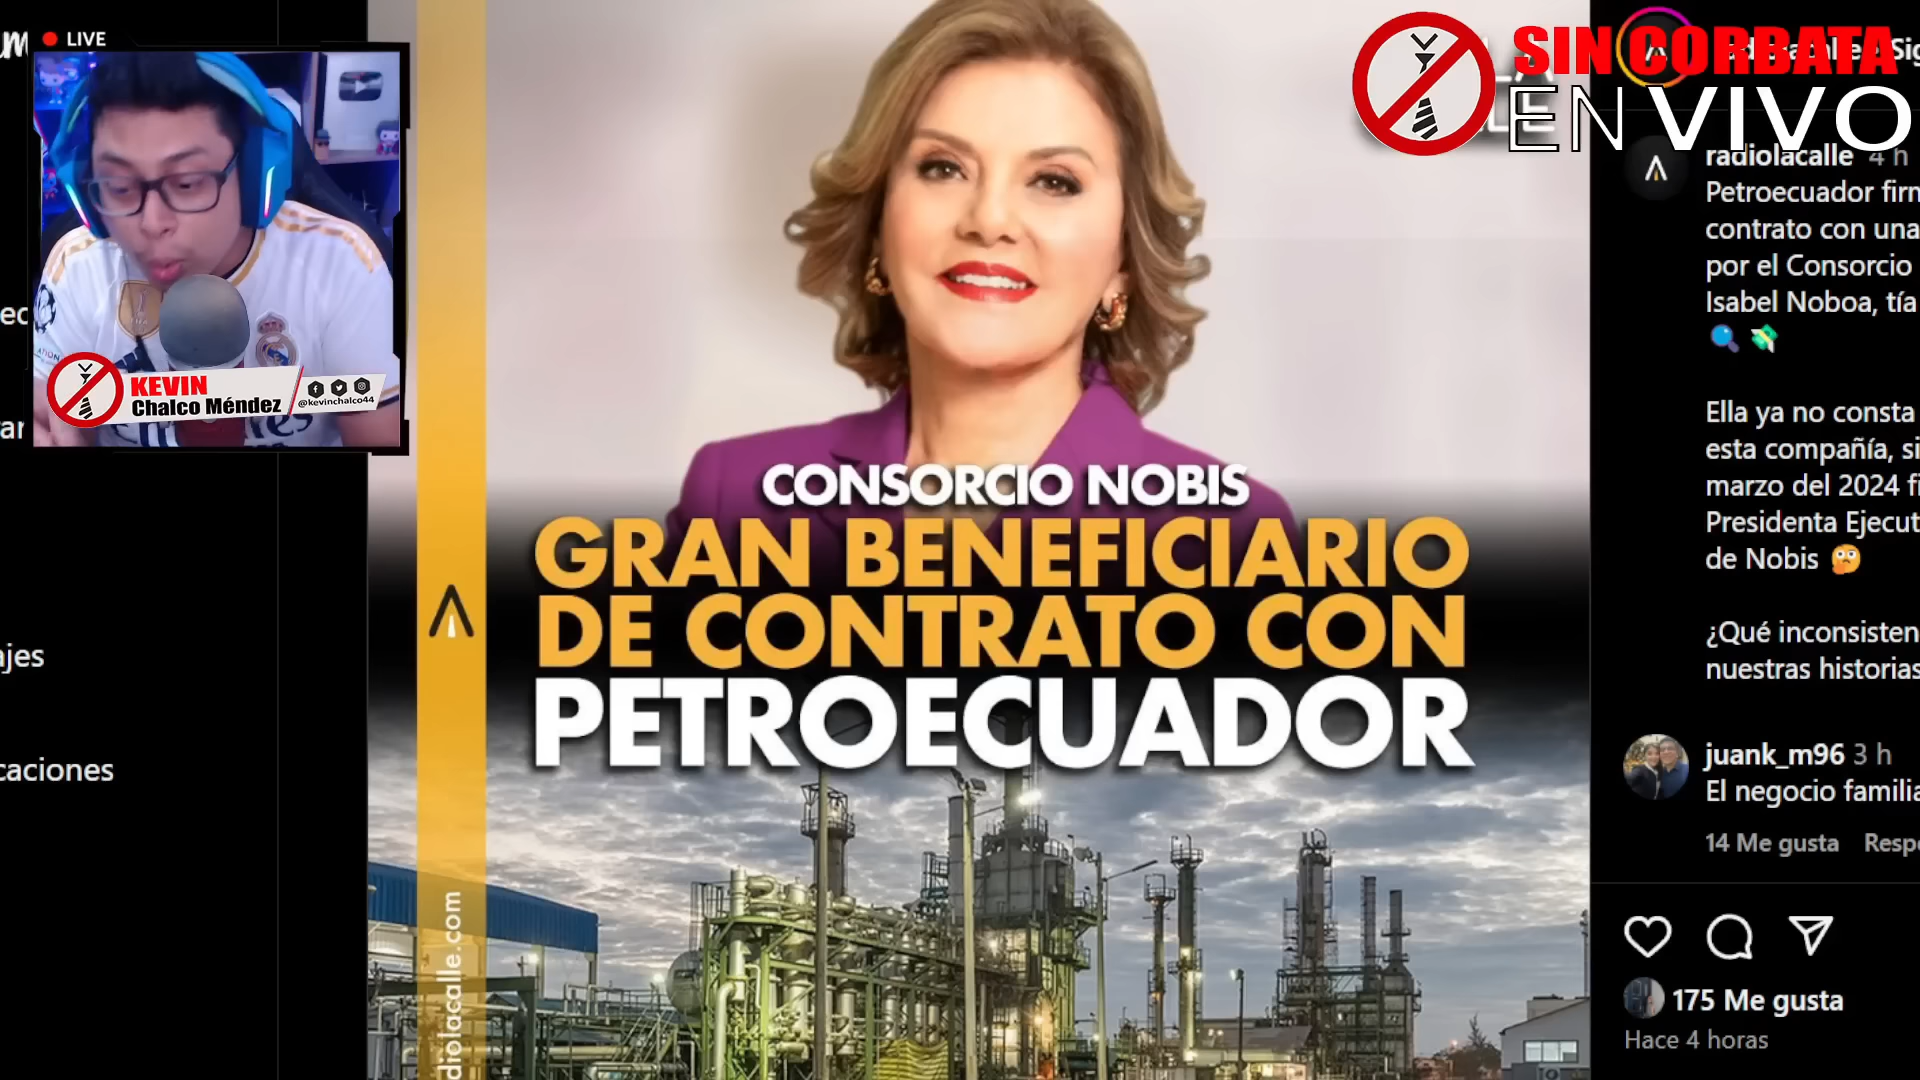 LIVE
SIN CORBATA
EN VIVO
KEVIN
Chalco Méndez
@kevinchalco44
CONSORCIO NOBIS
GRAN BENEFICIARIO
DE CONTRATO CON
PETROECUADOR
radiolacalle 4 h
Petroecuador firm
contrato con una
por el Consorcio
Isabel Noboa, tía
🔍 💸
Ella ya no consta
esta compañía, si
marzo del 2024 fi
Presidenta Ejecut
de Nobis 🤔
¿Qué inconsisten
nuestras historias
juank_m96 3 h
El negocio familia
14 Me gusta Resp
175 Me gusta
Hace 4 horas
ajes
caciones
diolacalle.com